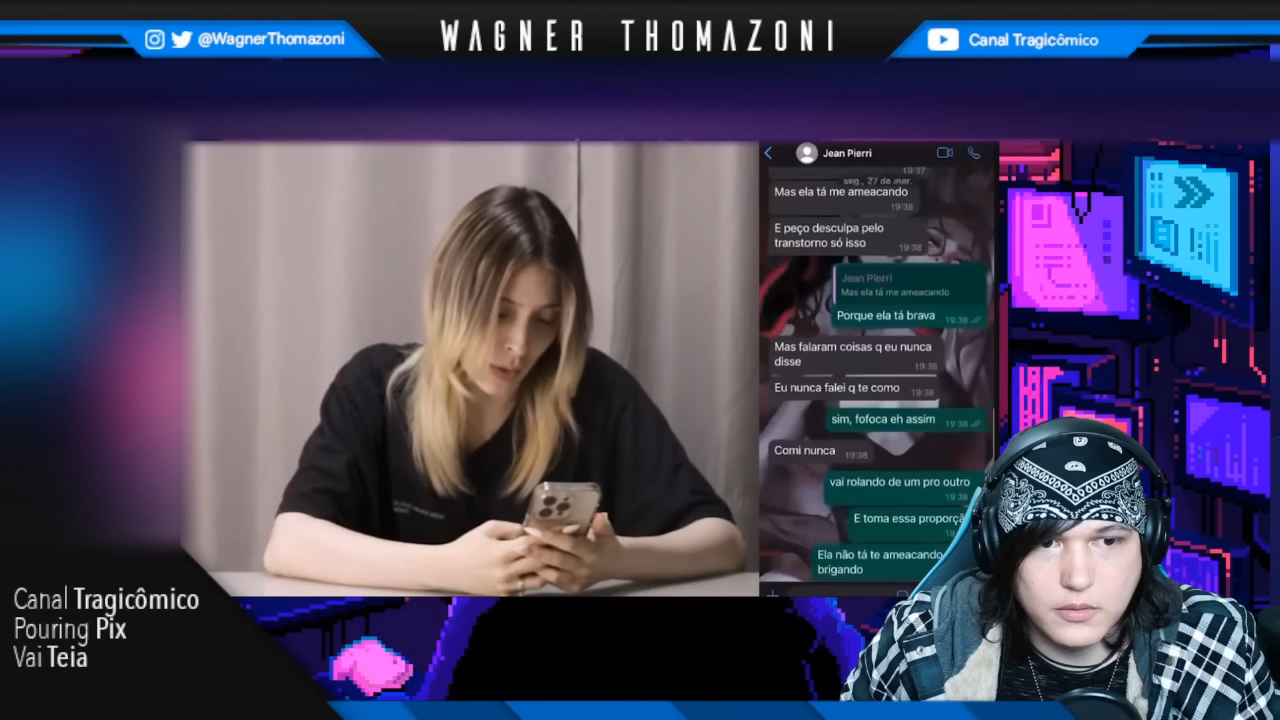 @WagnerThomazoni
WAGNER THOMAZONI
Canal Tragicômico
Jean Pierri
19:37
seg., 27 de mar.
Mas ela tá me ameacando
19:38
E peço desculpa pelo
transtorno só isso
19:38
Jean Pierri
Mas ela tá me ameacando
Porque ela tá brava
19:38
Mas falaram coisas q eu nunca
disse
19:38
Eu nunca falei q te como
19:38
sim, fofoca eh assim
19:38
Comi nunca
19:38
vai rolando de um pro outro
19:38
E toma essa proporçã
Ela não tá te ameacando
brigando
Canal Tragicômico
Pouring Pix
Vai Teia